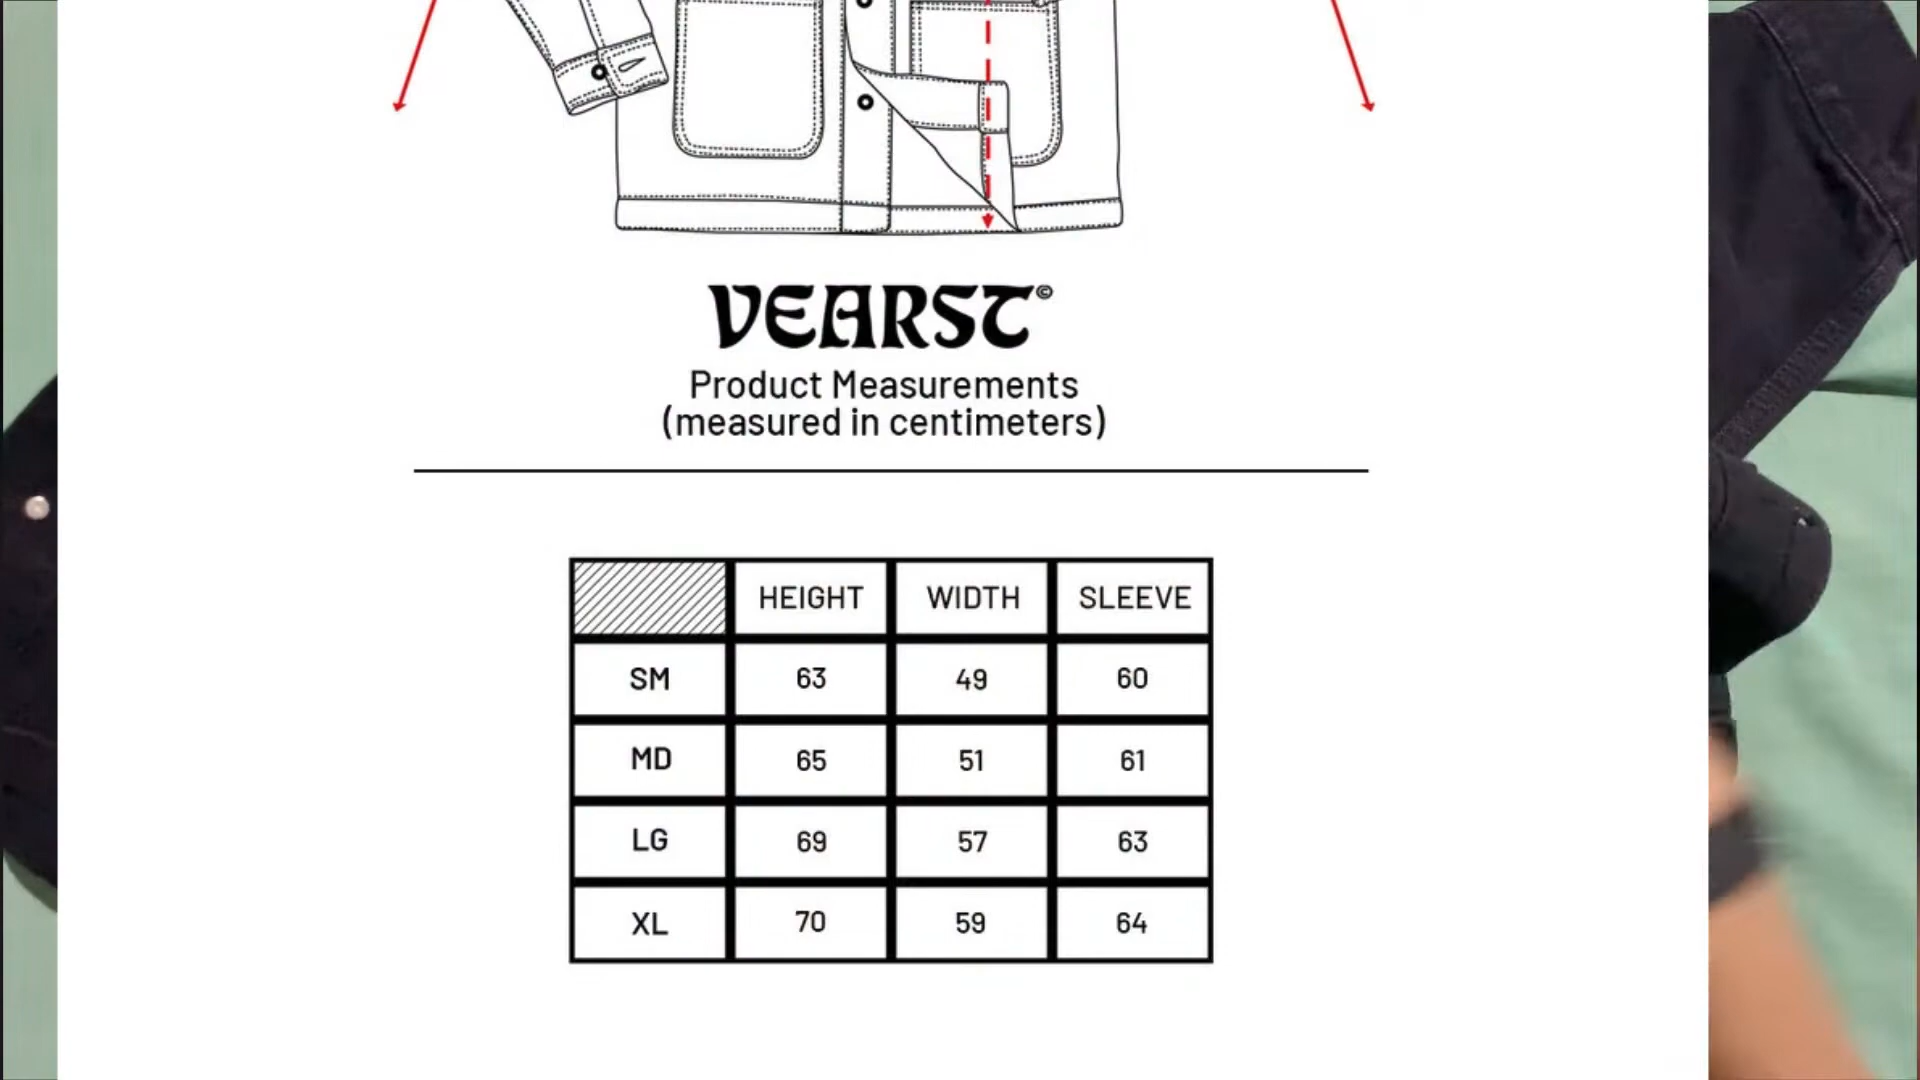 VEARST©
Product Measurements
(measured in centimeters)
HEIGHT WIDTH SLEEVE
SM 63 49 60
MD 65 51 61
LG 69 57 63
XL 70 59 64